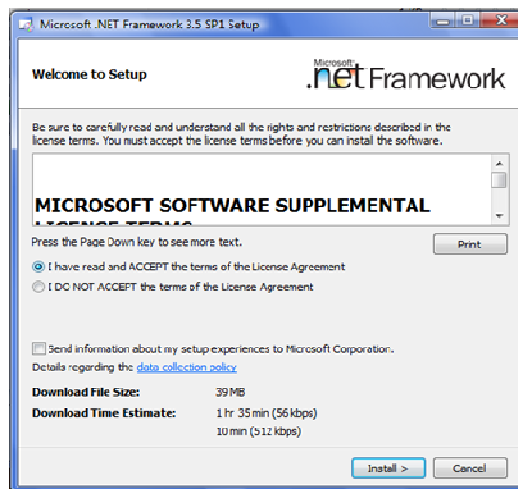 Microsoft .NET Framework 3.5 SP1 Setup
Welcome to Setup
Microsoft
.net Framework
Be sure to carefully read and understand all the rights and restrictions described in the
license terms. You must accept the license terms before you can install the software.
MICROSOFT SOFTWARE SUPPLEMENTAL
LICENSE TERMS
Press the Page Down key to see more text.
Print
I have read and ACCEPT the terms of the License Agreement
I DO NOT ACCEPT the terms of the License Agreement
Send information about my setup experiences to Microsoft Corporation.
Details regarding the data collection policy
Download File Size: 39 MB
Download Time Estimate: 1 hr 35 min (56 kbps)
10 min (512 kbps)
Install >
Cancel